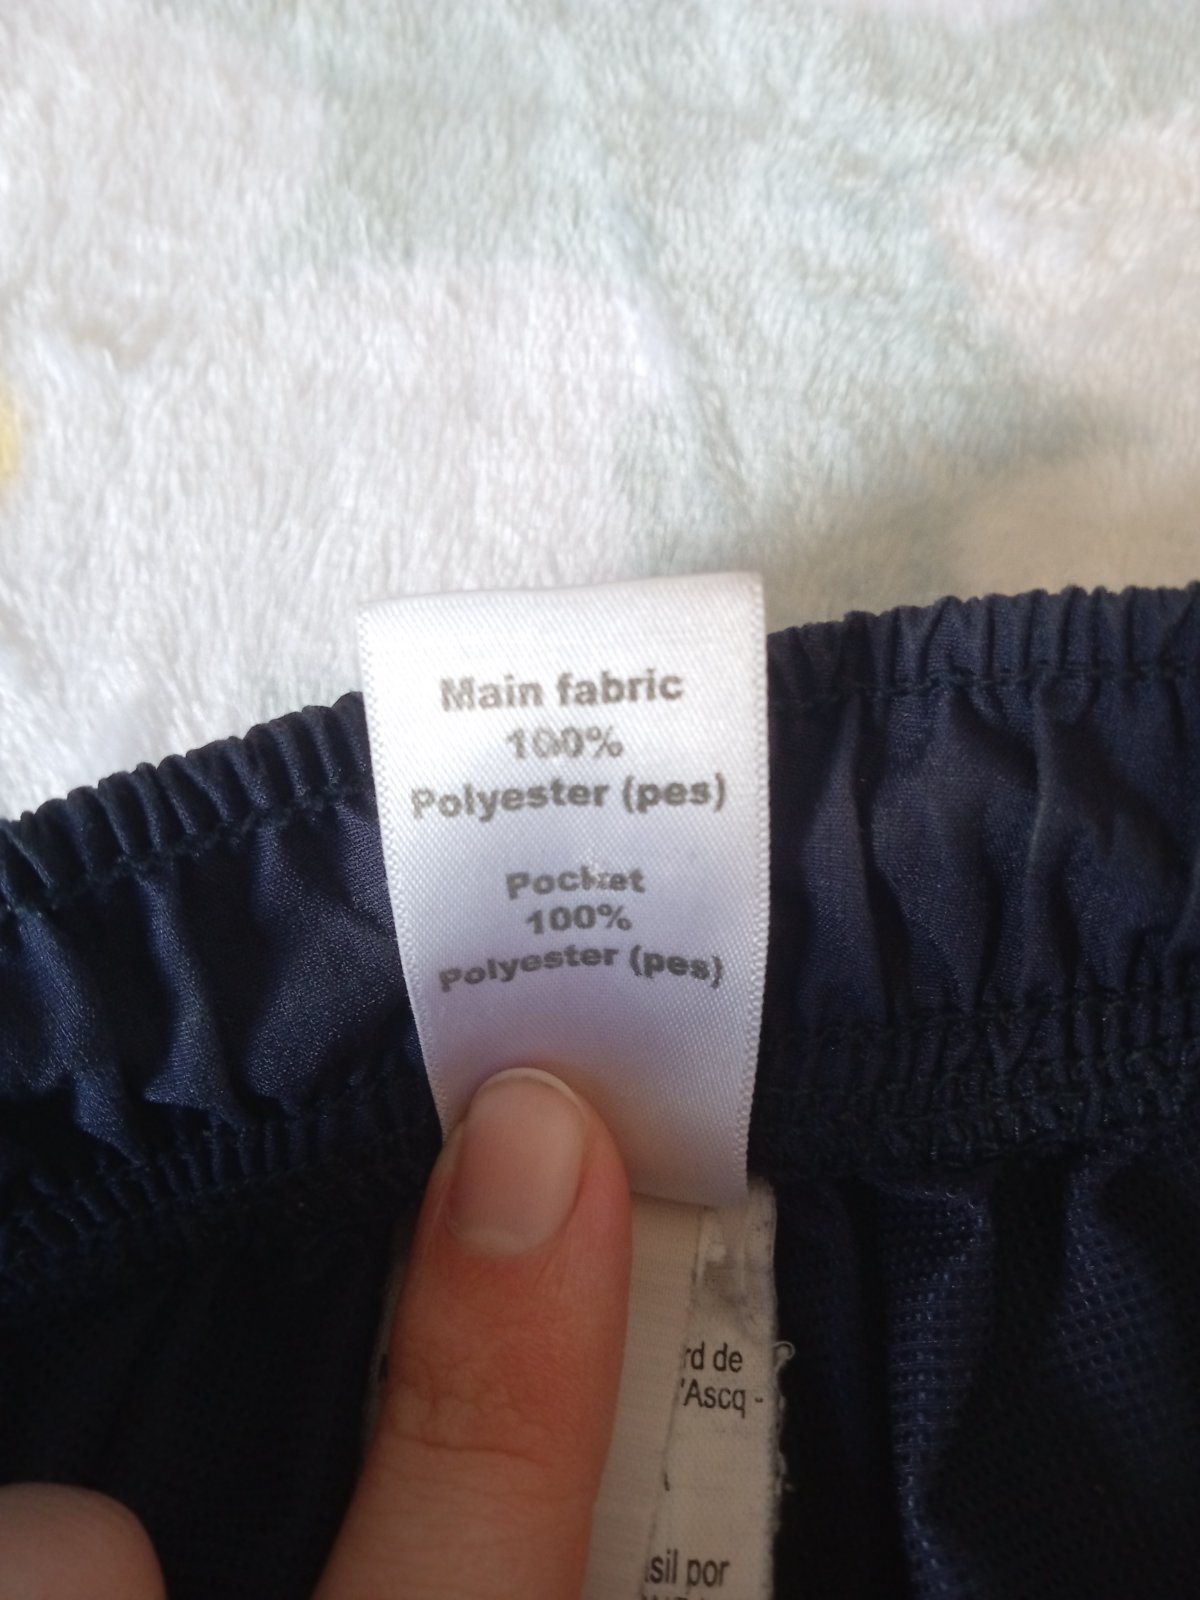 Main fabric
100%
Polyester (pes)
Pocket
100%
Polyester (pes)
rd de
'Ascq -
sil por